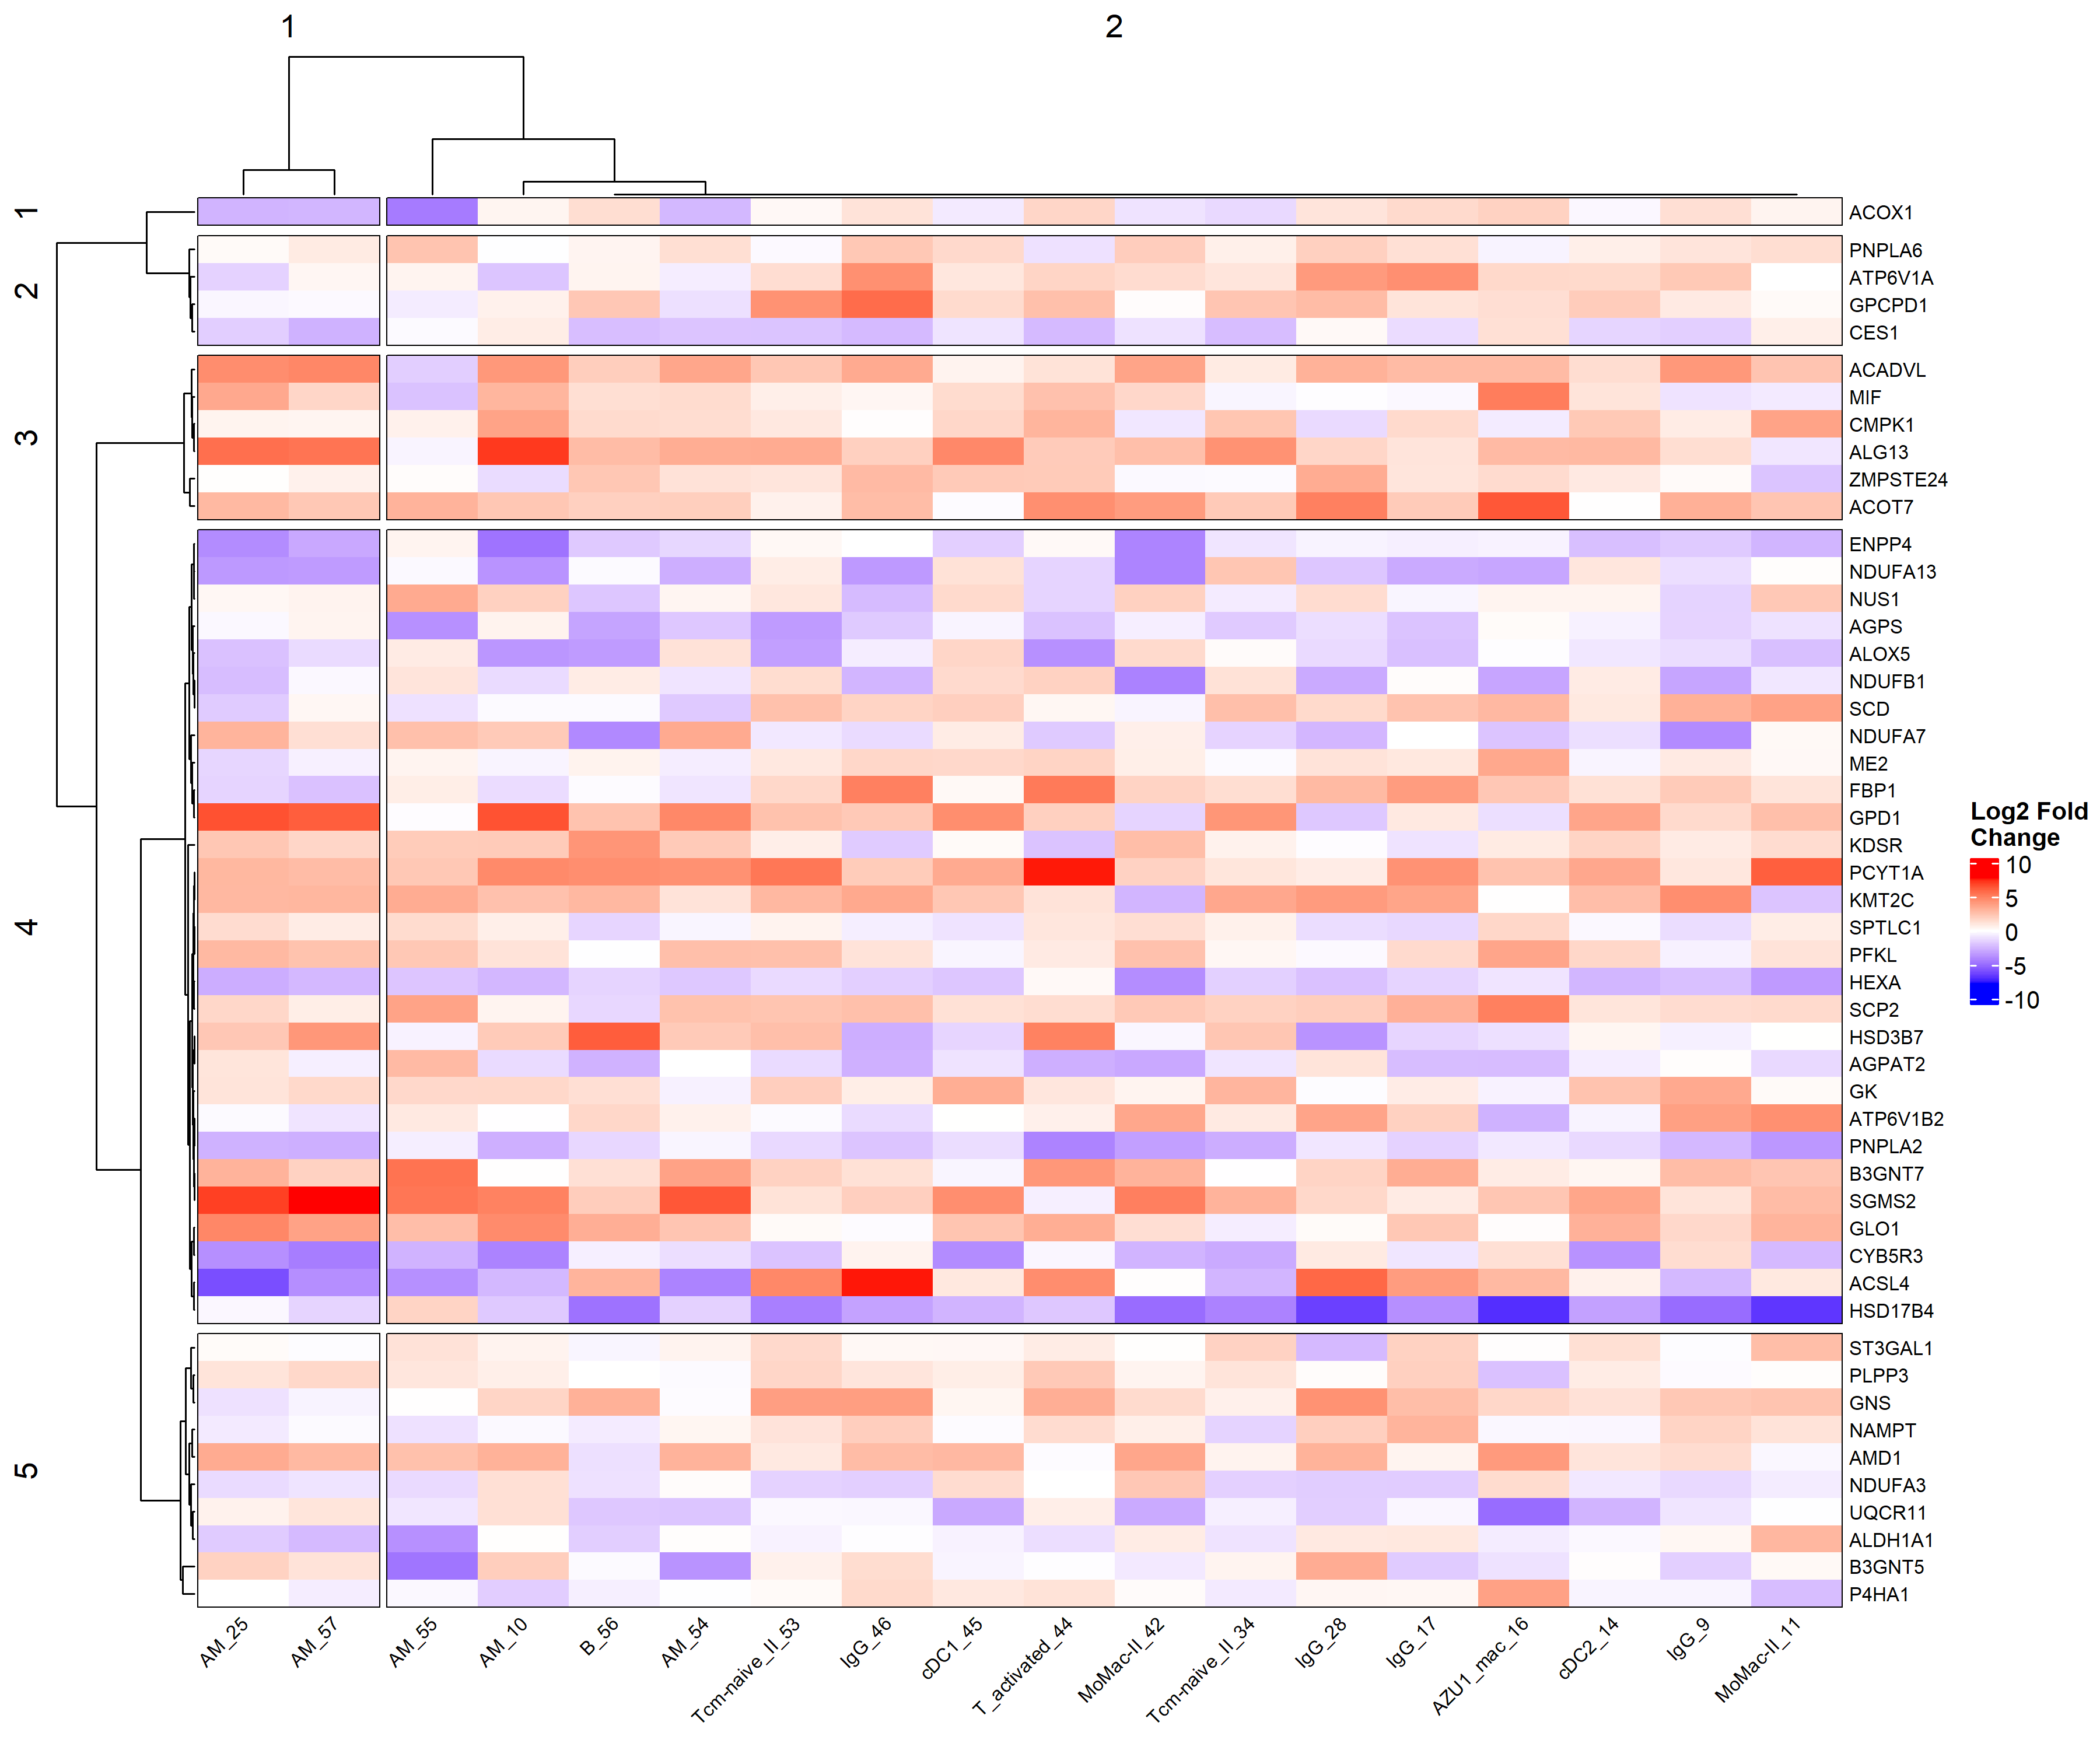 1
2
1
ACOX1
2
PNPLA6
ATP6V1A
GPCPD1
CES1
3
ACADVL
MIF
CMPK1
ALG13
ZMPSTE24
ACOT7
4
ENPP4
NDUFA13
NUS1
AGPS
ALOX5
NDUFB1
SCD
NDUFA7
ME2
FBP1
GPD1
KDSR
PCYT1A
KMT2C
SPTLC1
PFKL
HEXA
SCP2
HSD3B7
AGPAT2
GK
ATP6V1B2
PNPLA2
B3GNT7
SGMS2
GLO1
CYB5R3
ACSL4
HSD17B4
5
ST3GAL1
PLPP3
GNS
NAMPT
AMD1
NDUFA3
UQCR11
ALDH1A1
B3GNT5
P4HA1
AM_25
AM_57
AM_55
AM_10
B_56
AM_54
Tcm-naive_II_53
IgG_46
cDC1_45
T_activated_44
MoMac-II_42
Tcm-naive_II_34
IgG_28
IgG_17
AZU1_mac_16
cDC2_14
IgG_9
MoMac-II_11
Log2 Fold
Change
10
5
0
-5
-10